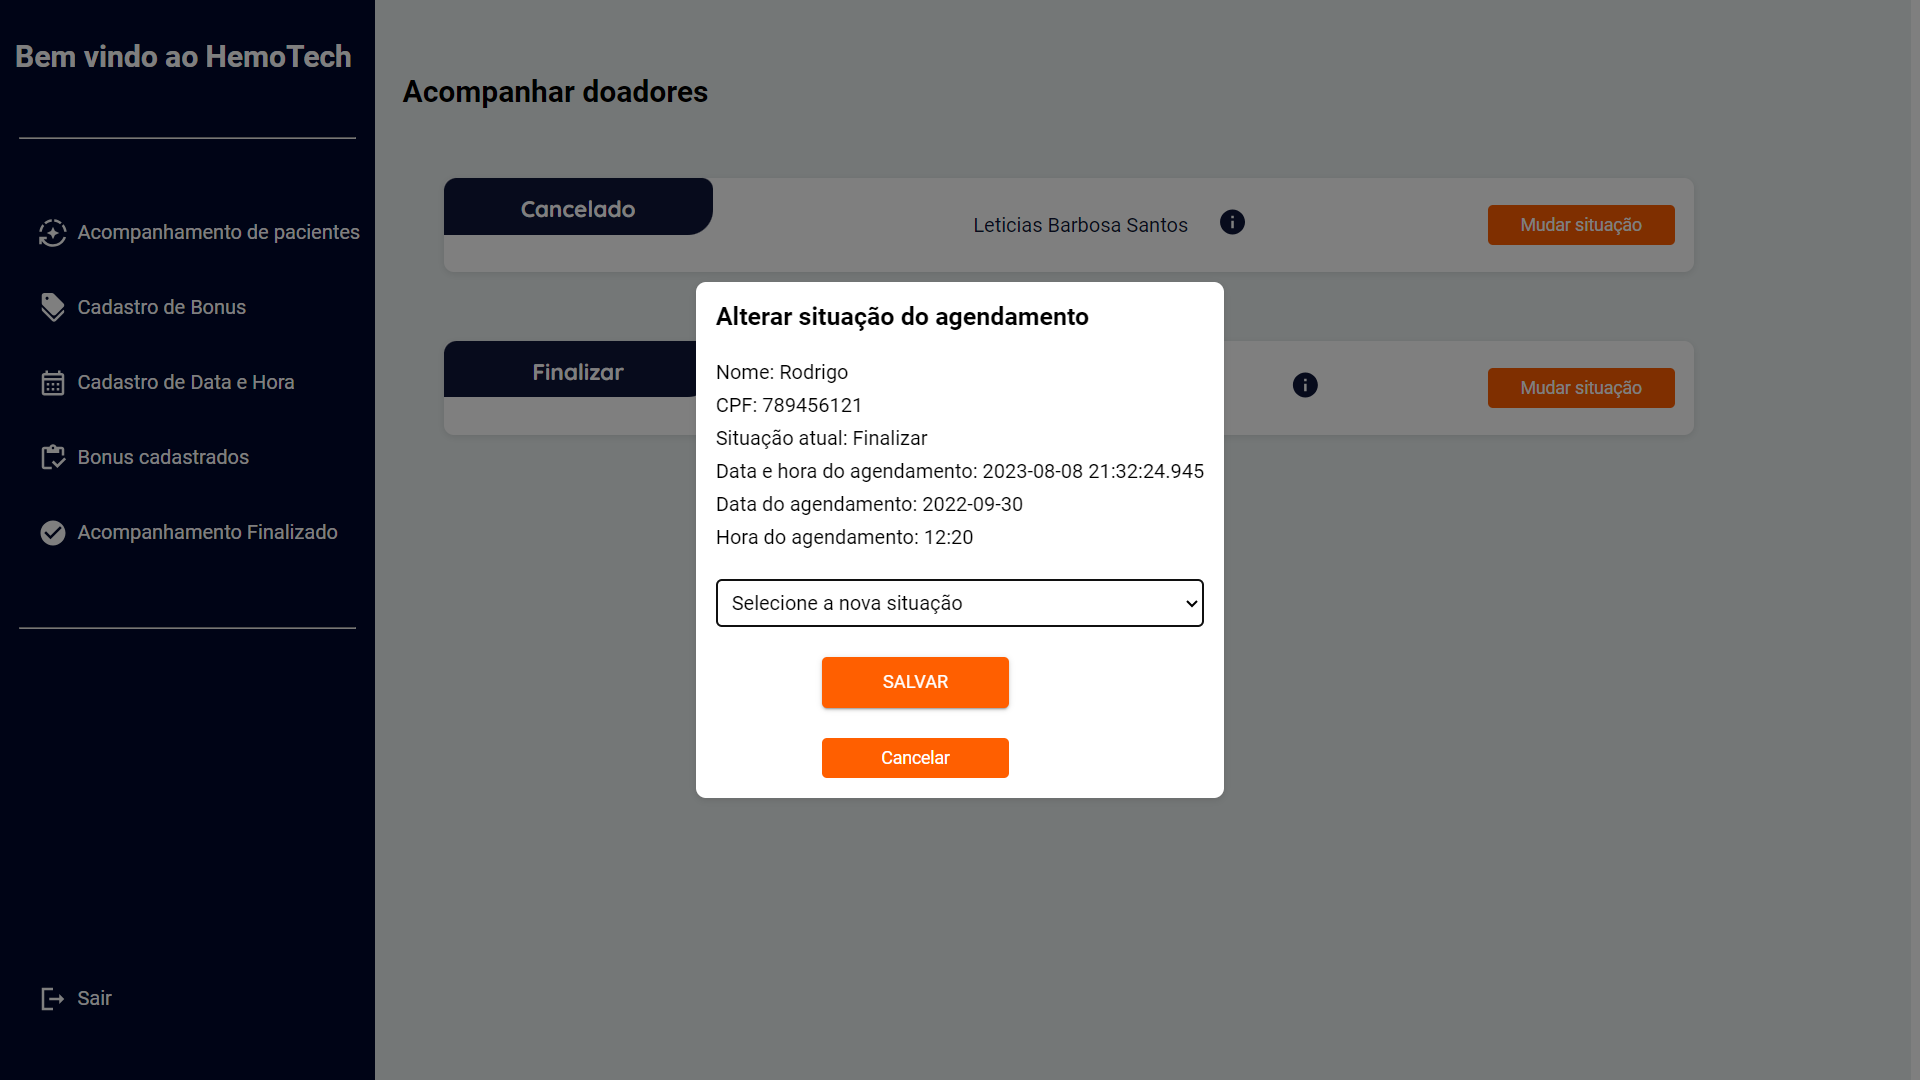 Bem vindo ao HemoTech
Acompanhamento de pacientes
Cadastro de Bonus
Cadastro de Data e Hora
Bonus cadastrados
Acompanhamento Finalizado
Sair
Acompanhar doadores
Cancelado
Leticias Barbosa Santos
Mudar situação
Finalizar
Mudar situação
Alterar situação do agendamento
Nome: Rodrigo
CPF: 789456121
Situação atual: Finalizar
Data e hora do agendamento: 2023-08-08 21:32:24.945
Data do agendamento: 2022-09-30
Hora do agendamento: 12:20
Selecione a nova situação
SALVAR
Cancelar